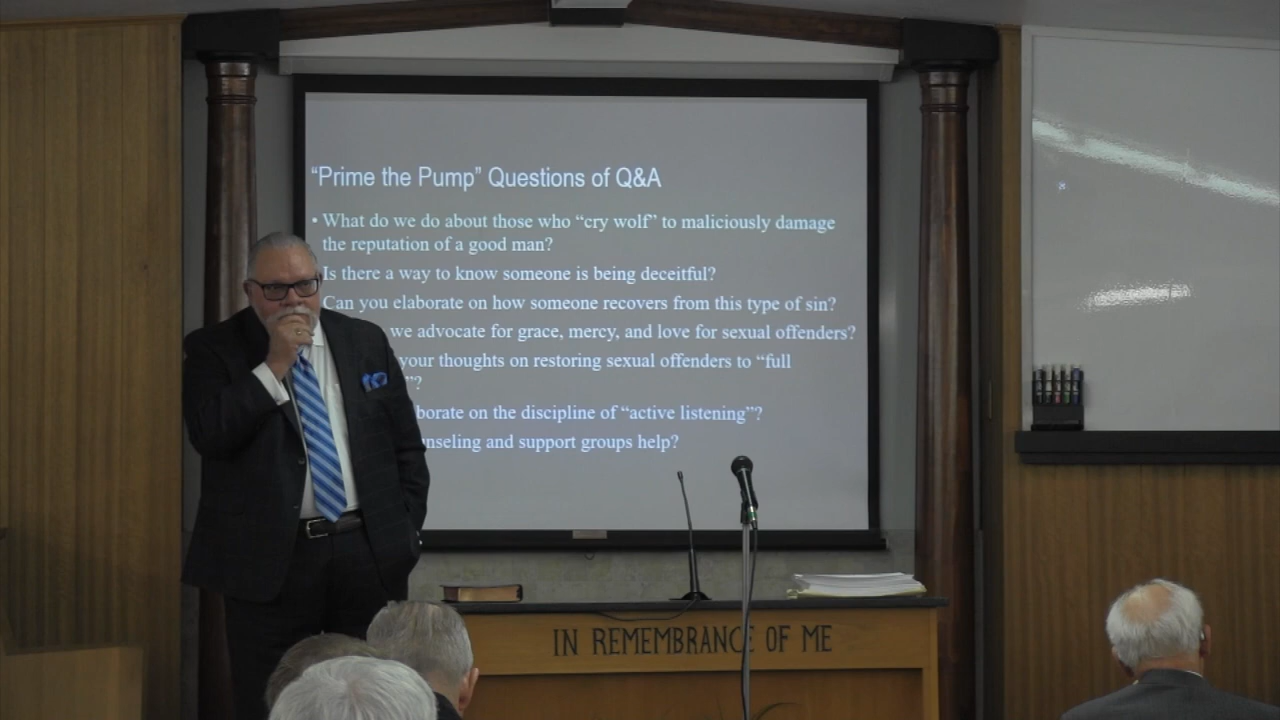 “Prime the Pump” Questions of Q&A
• What do we do about those who “cry wolf” to maliciously damage
the reputation of a good man?
Is there a way to know someone is being deceitful?
Can you elaborate on how someone recovers from this type of sin?
we advocate for grace, mercy, and love for sexual offenders?
your thoughts on restoring sexual offenders to “full
”?
borate on the discipline of “active listening”?
nseling and support groups help?
IN REMEMBRANCE OF ME